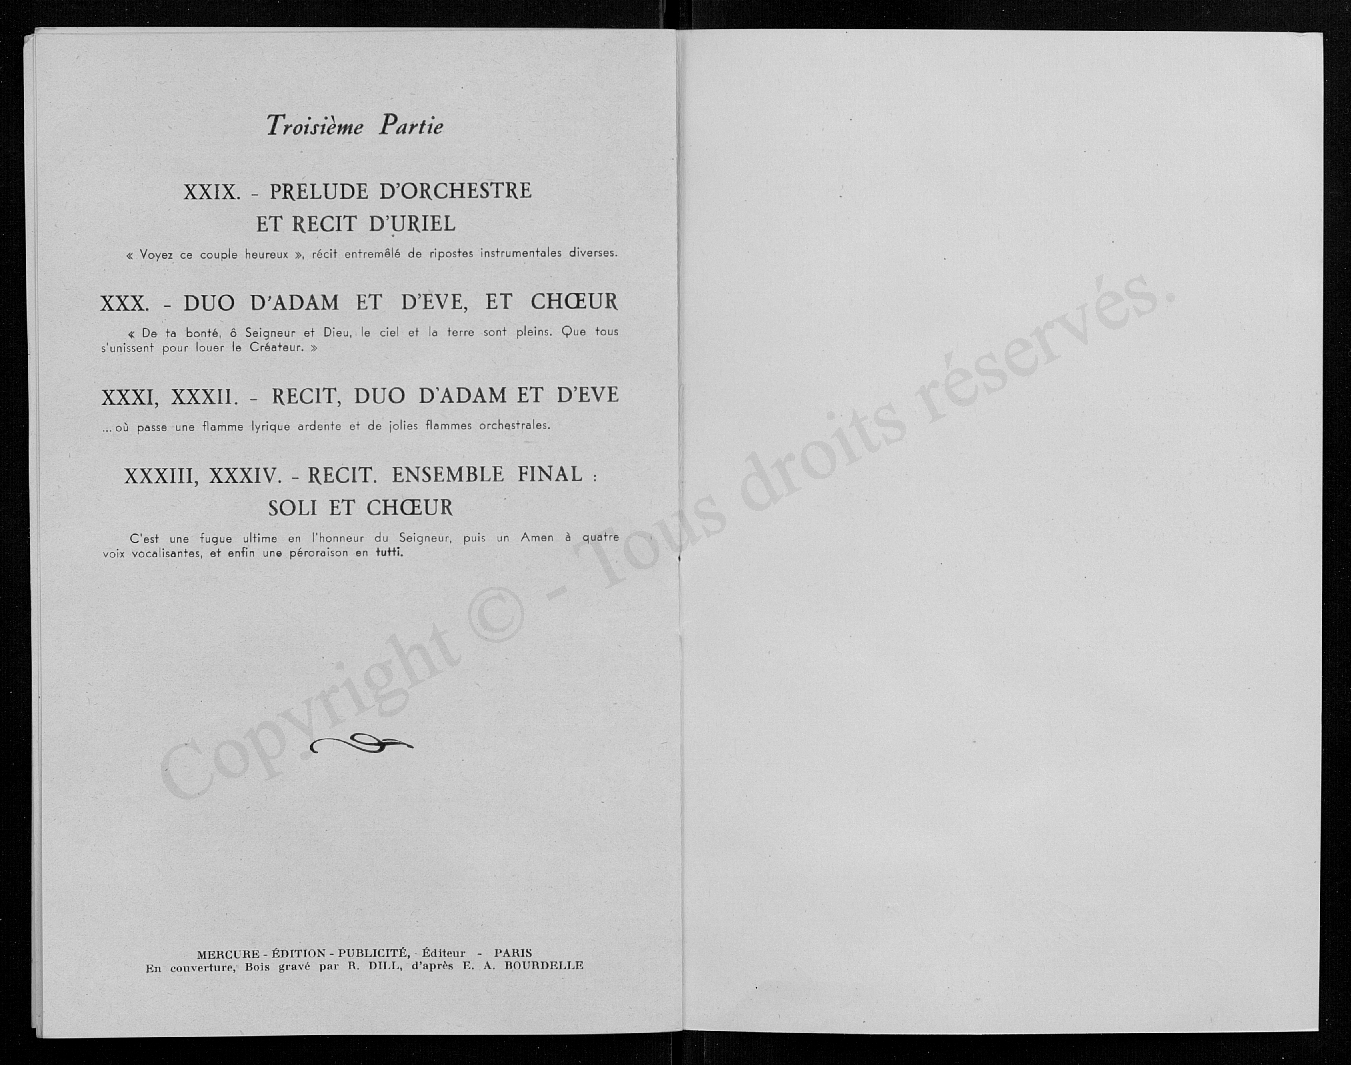 Troisième Partie
XXIX. - PRÉLUDE D'ORCHESTRE
ET RECIT D'URIEL
« Voyez ce couple heureux », récit entremêlé de ripostes instrumentales diverses.
XXX. - DUO D'ADAM ET D'EVE, ET CHŒUR
« De ta bonté, ô Seigneur et Dieu, le ciel et la terre sont pleins. Que tous
s'unissent pour louer le Créateur. »
XXXI, XXXII. - RECIT, DUO D'ADAM ET D'EVE
... où passe une flamme lyrique ardente et de jolies flammes orchestrales.
XXXIII, XXXIV. - RECIT. ENSEMBLE FINAL :
SOLI ET CHŒUR
C'est une fugue ultime en l'honneur du Seigneur, puis un Amen à quatre
voix vocalisantes, et enfin une péroraison en tutti.
MERCURE - ÉDITION - PUBLICITÉ, Éditeur - PARIS
En couverture, Bois gravé par R. DILL, d'après E. A. BOURDELLE
Copyright © - Tous droits réservés.